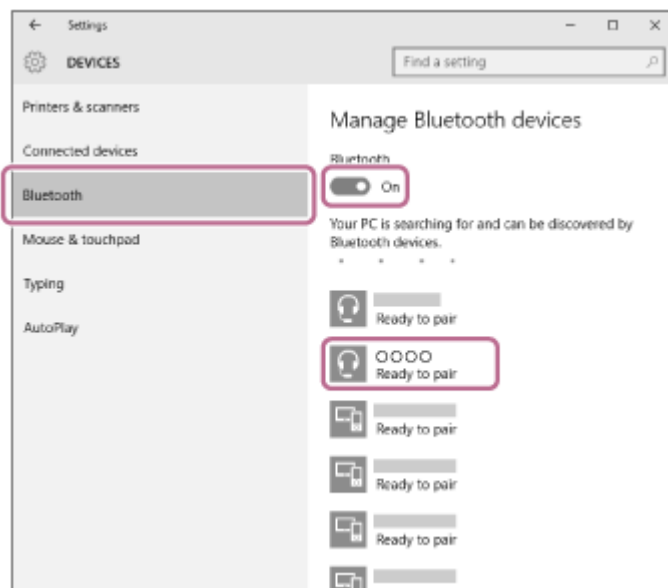 Settings
DEVICES
Find a setting
Printers & scanners
Connected devices
Bluetooth
Mouse & touchpad
Typing
AutoPlay
Manage Bluetooth devices
Bluetooth
On
Your PC is searching for and can be discovered by
Bluetooth devices.
Ready to pair
OOOO
Ready to pair
Ready to pair
Ready to pair
Ready to pair